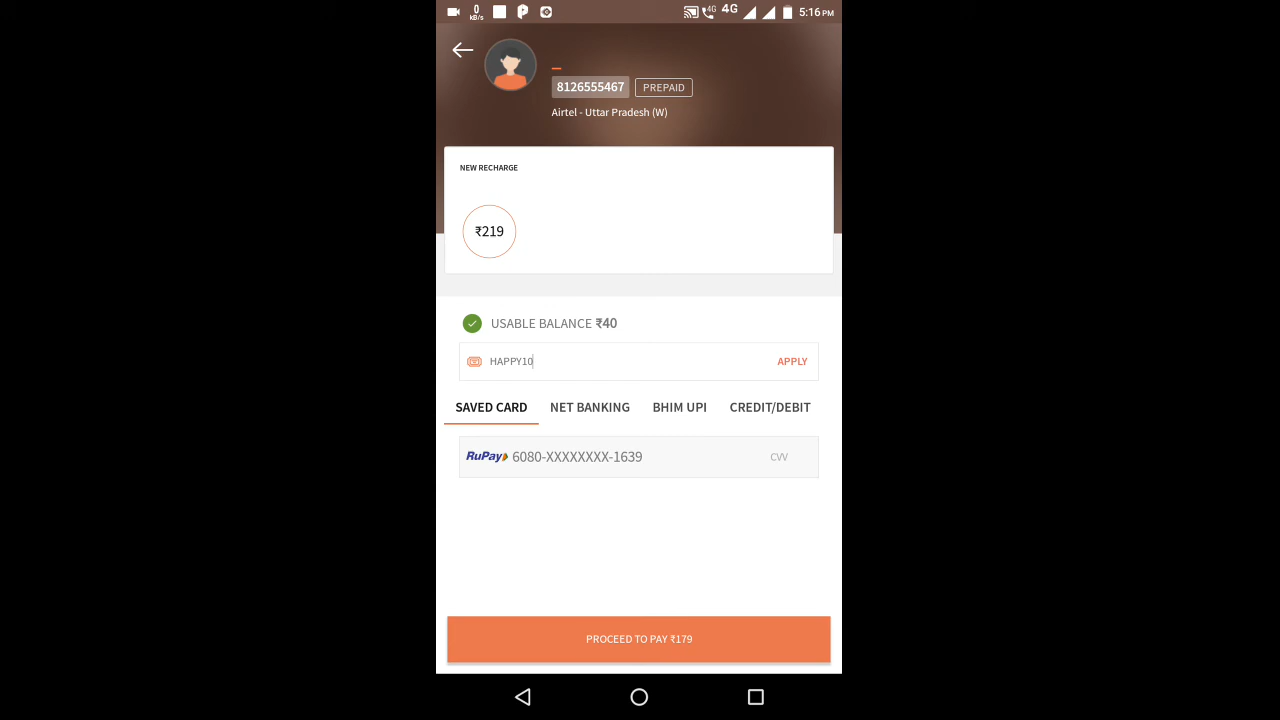 0
kB/s
4G
4G
5:16 PM
8126555467
PREPAID
Airtel - Uttar Pradesh (W)
NEW RECHARGE
₹219
USABLE BALANCE ₹40
HAPPY10
APPLY
SAVED CARD
NET BANKING
BHIM UPI
CREDIT/DEBIT
RuPay
6080-XXXXXXXX-1639
CVV
PROCEED TO PAY ₹179